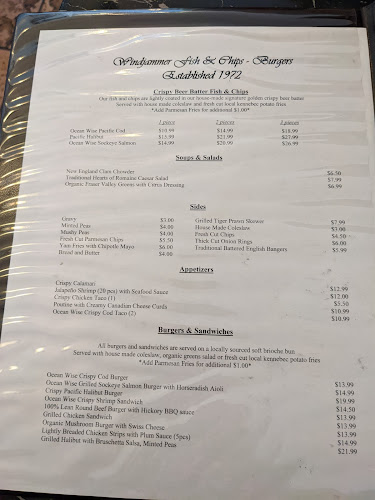 Windjammer Fish & Chips - Burgers
Established 1972
Crispy Beer Batter Fish & Chips
Our fish and chips are lightly coated in our house-made signature golden crispy beer batter
Served with house made coleslaw and fresh cut local kennebec potato fries
*Add Parmesan Fries for additional $1.00*
1 piece 2 pieces 3 pieces
Ocean Wise Pacific Cod $10.99 $14.99 $18.99
Pacific Halibut $15.99 $21.99 $27.99
Ocean Wise Sockeye Salmon $14.99 $20.99 $26.99
Soups & Salads
New England Clam Chowder $6.50
Traditional Hearts of Romaine Caesar Salad $7.99
Organic Fraser Valley Greens with Citrus Dressing $6.99
Sides
Gravy $3.00 Grilled Tiger Prawn Skewer $7.99
Minted Peas $4.00 House Made Coleslaw $3.00
Mushy Peas $4.00 Fresh Cut Chips $4.50
Fresh Cut Parmesan Chips $5.50 Thick Cut Onion Rings $6.00
Yam Fries with Chipotle Mayo $6.00 Traditional Battered English Bangers $5.99
Bread and Butter $4.00
Appetizers
Crispy Calamari $12.99
Jalapeño Shrimp (20 pcs) with Seafood Sauce $12.00
Crispy Chicken Taco (1) $5.50
Poutine with Creamy Canadian Cheese Curds $10.99
Ocean Wise Crispy Cod Taco (2) $10.99
Burgers & Sandwiches
All burgers and sandwiches are served on a locally sourced soft brioche bun
Served with house made coleslaw, organic greens salad or fresh cut local kennebec potato fries
*Add Parmesan Fries for additional $1.00*
Ocean Wise Crispy Cod Burger $13.99
Ocean Wise Grilled Sockeye Salmon Burger with Horseradish Aioli $14.99
Crispy Pacific Halibut Burger $19.99
Ocean Wise Crispy Shrimp Sandwich $14.50
100% Lean Round Beef Burger with Hickory BBQ sauce $13.99
Grilled Chicken Sandwich $13.99
Organic Mushroom Burger with Swiss Cheese $13.99
Lightly Breaded Chicken Strips with Plum Sauce (5pcs) $14.99
Grilled Halibut with Bruschetta Salsa, Minted Peas $21.99